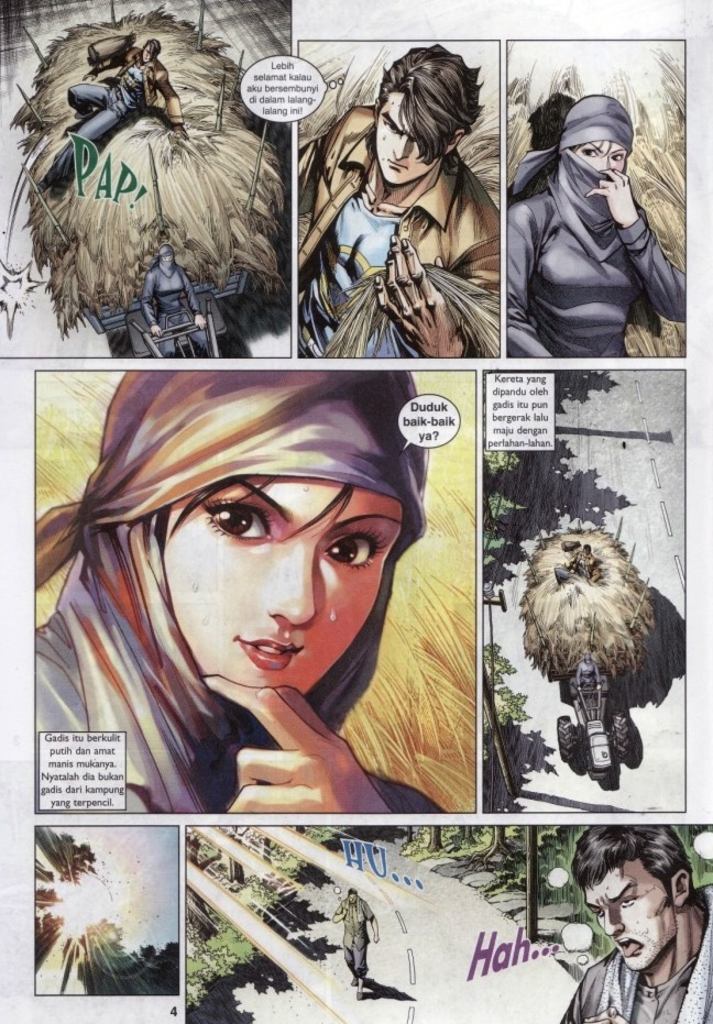 PAP!
Lebih
selamat kalau
aku bersembunyi
di dalam lalang-
lalang ini!
Duduk
baik-baik
ya?
Gadis itu berkulit
putih dan amat
manis mukanya.
Nyatalah dia bukan
gadis dari kampung
yang terpencil.
Kereta yang
dipandu oleh
gadis itu pun
bergerak lalu
maju dengan
perlahan-lahan.
HU...
Hah...
4